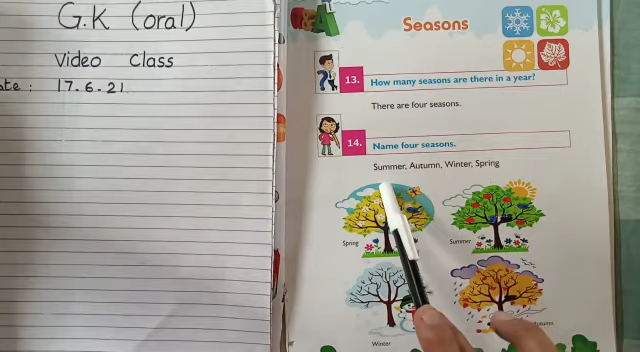 G.K (oral)
Video Class
ate : 17.6.21
Seasons
13. How many seasons are there in a year?
There are four seasons.
14. Name four seasons.
Summer, Autumn, Winter, Spring
Spring
Summer
Winter
Autumn